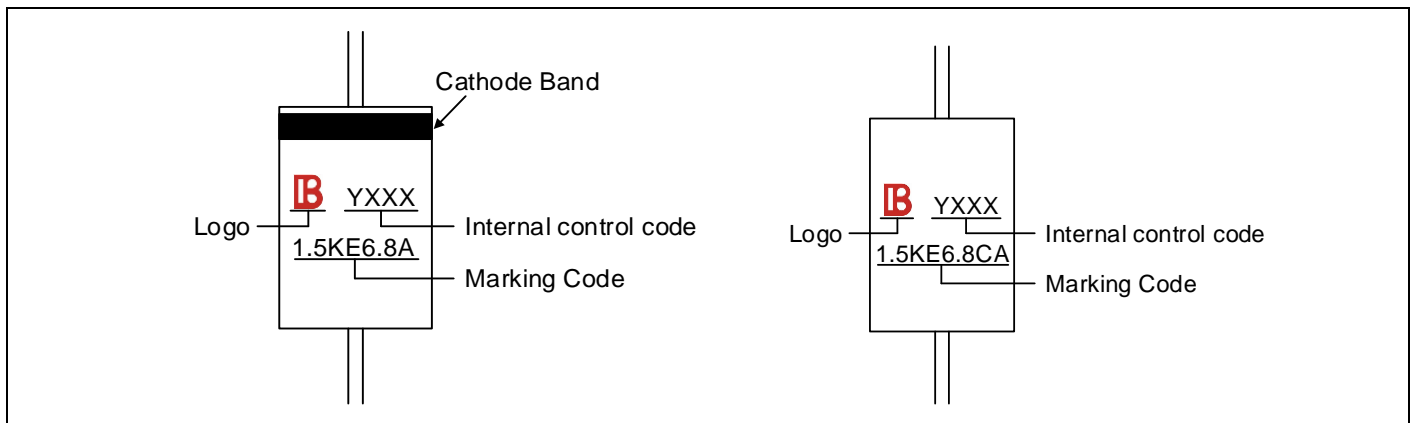 Cathode Band
B YXXX
Logo Internal control code
1.5KE6.8A
Marking Code
B YXXX
Logo Internal control code
1.5KE6.8CA
Marking Code